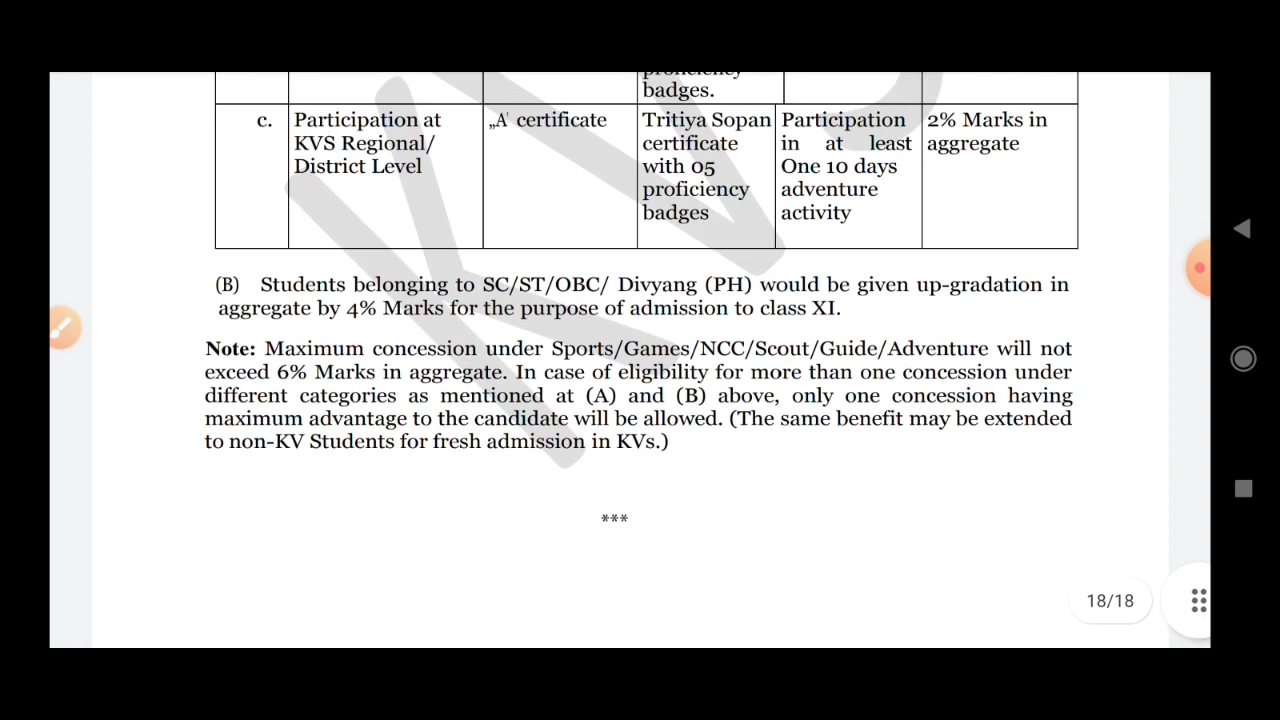 badges.
c. Participation at „A' certificate Tritiya Sopan Participation 2% Marks in
KVS Regional/ certificate in at least aggregate
District Level with 05 One 10 days
proficiency adventure
badges activity
(B) Students belonging to SC/ST/OBC/ Divyang (PH) would be given up-gradation in
aggregate by 4% Marks for the purpose of admission to class XI.
Note: Maximum concession under Sports/Games/NCC/Scout/Guide/Adventure will not
exceed 6% Marks in aggregate. In case of eligibility for more than one concession under
different categories as mentioned at (A) and (B) above, only one concession having
maximum advantage to the candidate will be allowed. (The same benefit may be extended
to non-KV Students for fresh admission in KVs.)
***
18/18